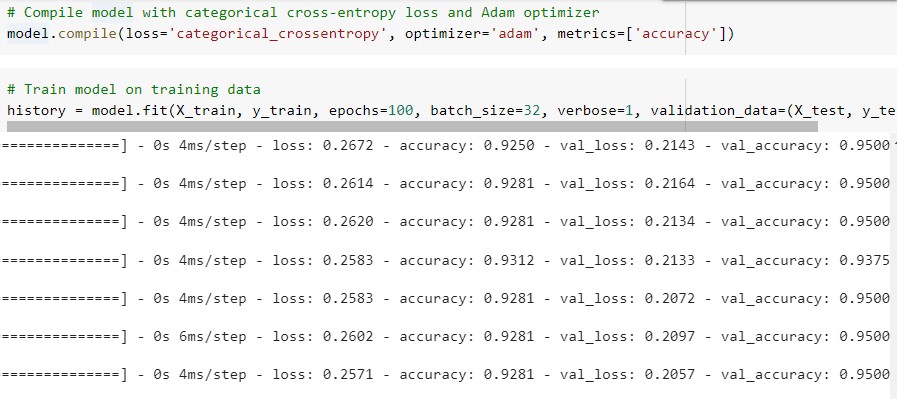 # Compile model with categorical cross-entropy loss and Adam optimizer
model.compile(loss='categorical_crossentropy', optimizer='adam', metrics=['accuracy'])
# Train model on training data
history = model.fit(X_train, y_train, epochs=100, batch_size=32, verbose=1, validation_data=(X_test, y_te
==============] - 0s 4ms/step - loss: 0.2672 - accuracy: 0.9250 - val_loss: 0.2143 - val_accuracy: 0.9500
==============] - 0s 4ms/step - loss: 0.2614 - accuracy: 0.9281 - val_loss: 0.2164 - val_accuracy: 0.9500
==============] - 0s 4ms/step - loss: 0.2620 - accuracy: 0.9281 - val_loss: 0.2134 - val_accuracy: 0.9500
==============] - 0s 4ms/step - loss: 0.2583 - accuracy: 0.9312 - val_loss: 0.2133 - val_accuracy: 0.9375
==============] - 0s 4ms/step - loss: 0.2583 - accuracy: 0.9281 - val_loss: 0.2072 - val_accuracy: 0.9500
==============] - 0s 6ms/step - loss: 0.2602 - accuracy: 0.9281 - val_loss: 0.2097 - val_accuracy: 0.9500
==============] - 0s 4ms/step - loss: 0.2571 - accuracy: 0.9281 - val_loss: 0.2057 - val_accuracy: 0.9500